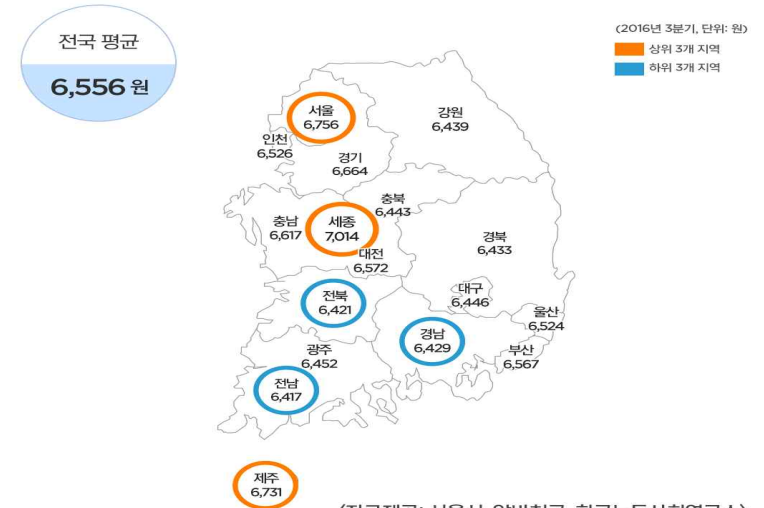 전국 평균
6,556 원
(2016년 3분기, 단위: 원)
상위 3개 지역
하위 3개 지역
서울
6,756
강원
6,439
인천
6,526
경기
6,664
충북
6,443
충남
6,617
세종
7,014
대전
6,572
경북
6,433
전북
6,421
대구
6,446
울산
6,524
경남
6,429
부산
6,567
광주
6,452
전남
6,417
제주
6,731